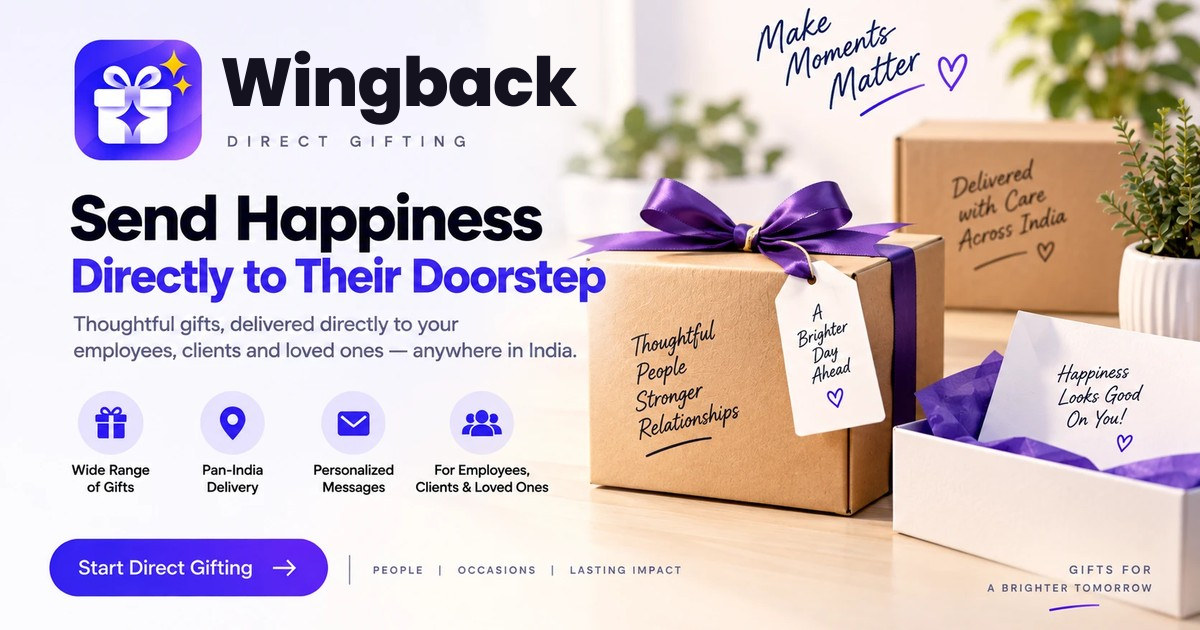 Wingback
DIRECT GIFTING
Send Happiness
Directly to Their Doorstep
Thoughtful gifts, delivered directly to your
employees, clients and loved ones — anywhere in India.
Wide Range
of Gifts
Pan-India
Delivery
Personalized
Messages
For Employees,
Clients & Loved Ones
Start Direct Gifting →
PEOPLE | OCCASIONS | LASTING IMPACT
Make
Moments
Matter
Delivered
with Care
Across India
Thoughtful
People
Stronger
Relationships
A
Brighter
Day
Ahead
Happiness
Looks Good
On You!
GIFTS FOR
A BRIGHTER TOMORROW